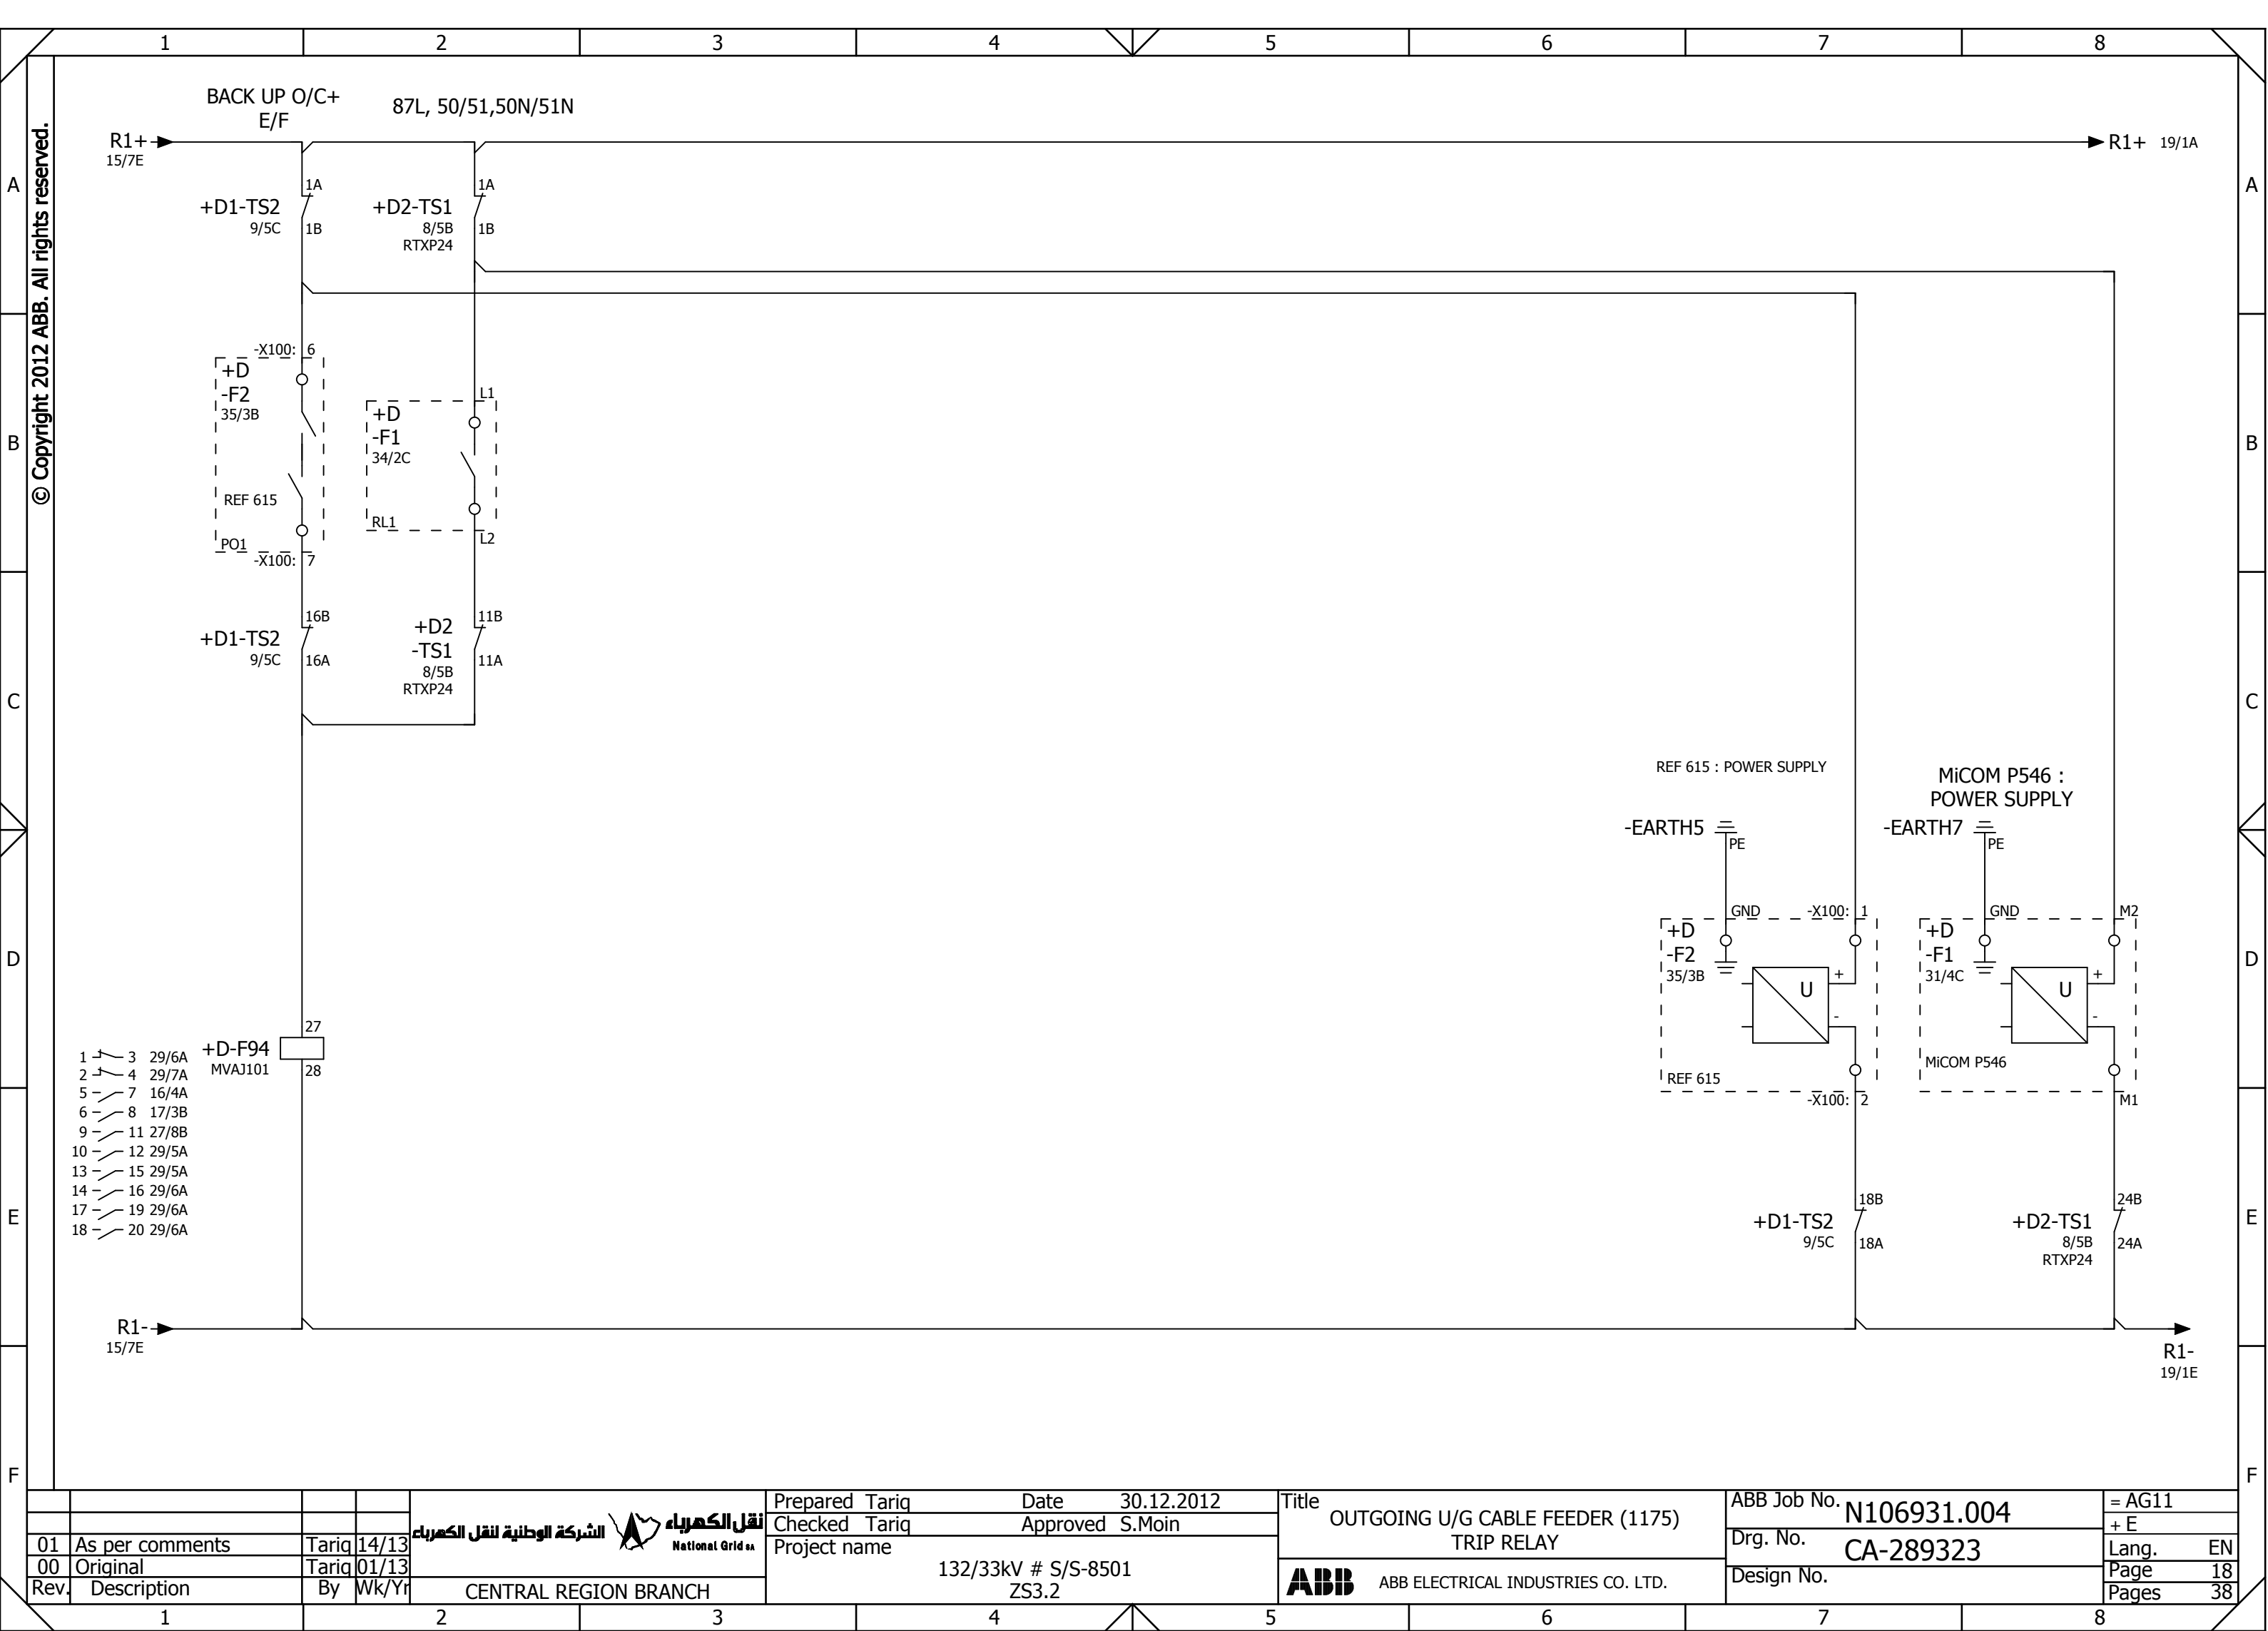 1 2 3 4 5 6 7 8
© Copyright 2012 ABB. All rights reserved.
A
B
C
D
E
F
A
B
C
D
E
F
BACK UP O/C+
E/F
87L, 50/51,50N/51N
R1+
15/7E
R1+ 19/1A
+D1-TS2
9/5C
1A
1B
+D2-TS1
8/5B
RTXP24
1A
1B
-X100: 6
+D
-F2
35/3B
REF 615
PO1
-X100: 7
L1
+D
-F1
34/2C
RL1
L2
+D1-TS2
9/5C
16B
16A
+D2
-TS1
8/5B
RTXP24
11B
11A
REF 615 : POWER SUPPLY
MiCOM P546 :
POWER SUPPLY
-EARTH5
PE
-EARTH7
PE
GND
-X100: 1
+D
-F2
35/3B
U
+
-
REF 615
-X100: 2
GND
M2
+D
-F1
31/4C
U
+
-
MiCOM P546
M1
+D-F94
MVAJ101
27
28
1 3 29/6A
2 4 29/7A
5 7 16/4A
6 8 17/3B
9 11 27/8B
10 12 29/5A
13 15 29/5A
14 16 29/6A
17 19 29/6A
18 20 29/6A
+D1-TS2
9/5C
18B
18A
+D2-TS1
8/5B
RTXP24
24B
24A
R1-
15/7E
R1-
19/1E
01 As per comments Tariq 14/13
00 Original Tariq 01/13
Rev. Description By Wk/Yr
الشركة الوطنية لنقل الكهرباء
نقل الكهرباء
National Grid SA
CENTRAL REGION BRANCH
Prepared Tariq Date 30.12.2012
Checked Tariq Approved S.Moin
Project name
132/33kV # S/S-8501
ZS3.2
Title
OUTGOING U/G CABLE FEEDER (1175)
TRIP RELAY
ABB ABB ELECTRICAL INDUSTRIES CO. LTD.
ABB Job No. N106931.004
Drg. No. CA-289323
Design No.
= AG11
+ E
Lang. EN
Page 18
Pages 38
1 2 3 4 5 6 7 8